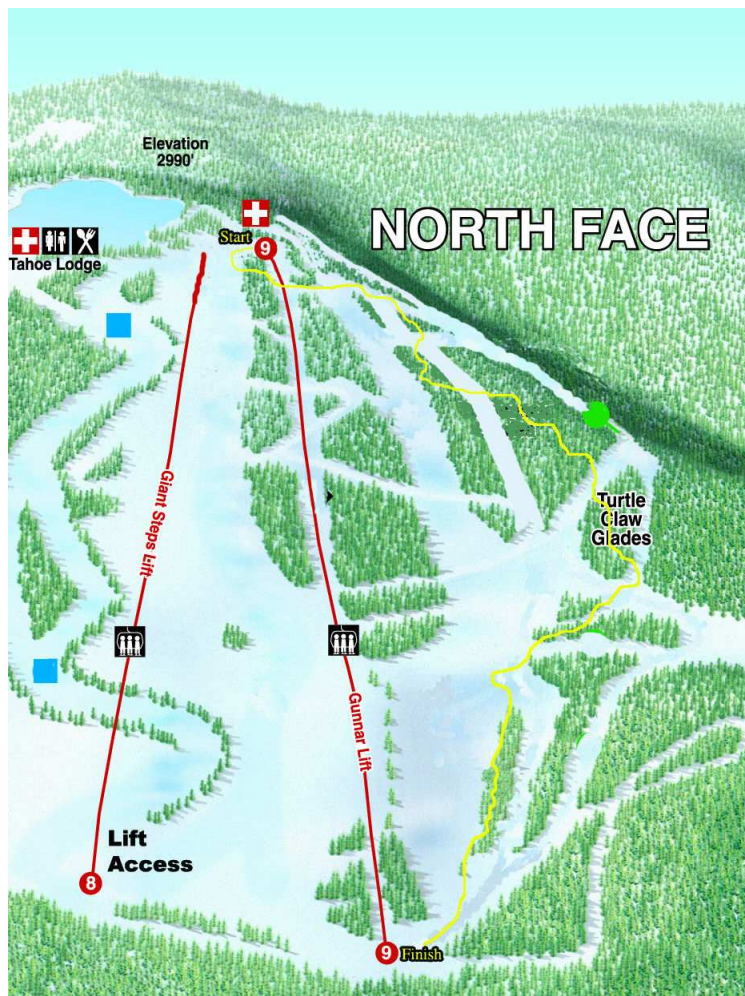 Elevation
2990'
NORTH FACE
Start
9
Tahoe Lodge
Giant Steps Lift
Turtle
Claw
Glades
Gunnar Lift
Lift
Access
8
9
Finish